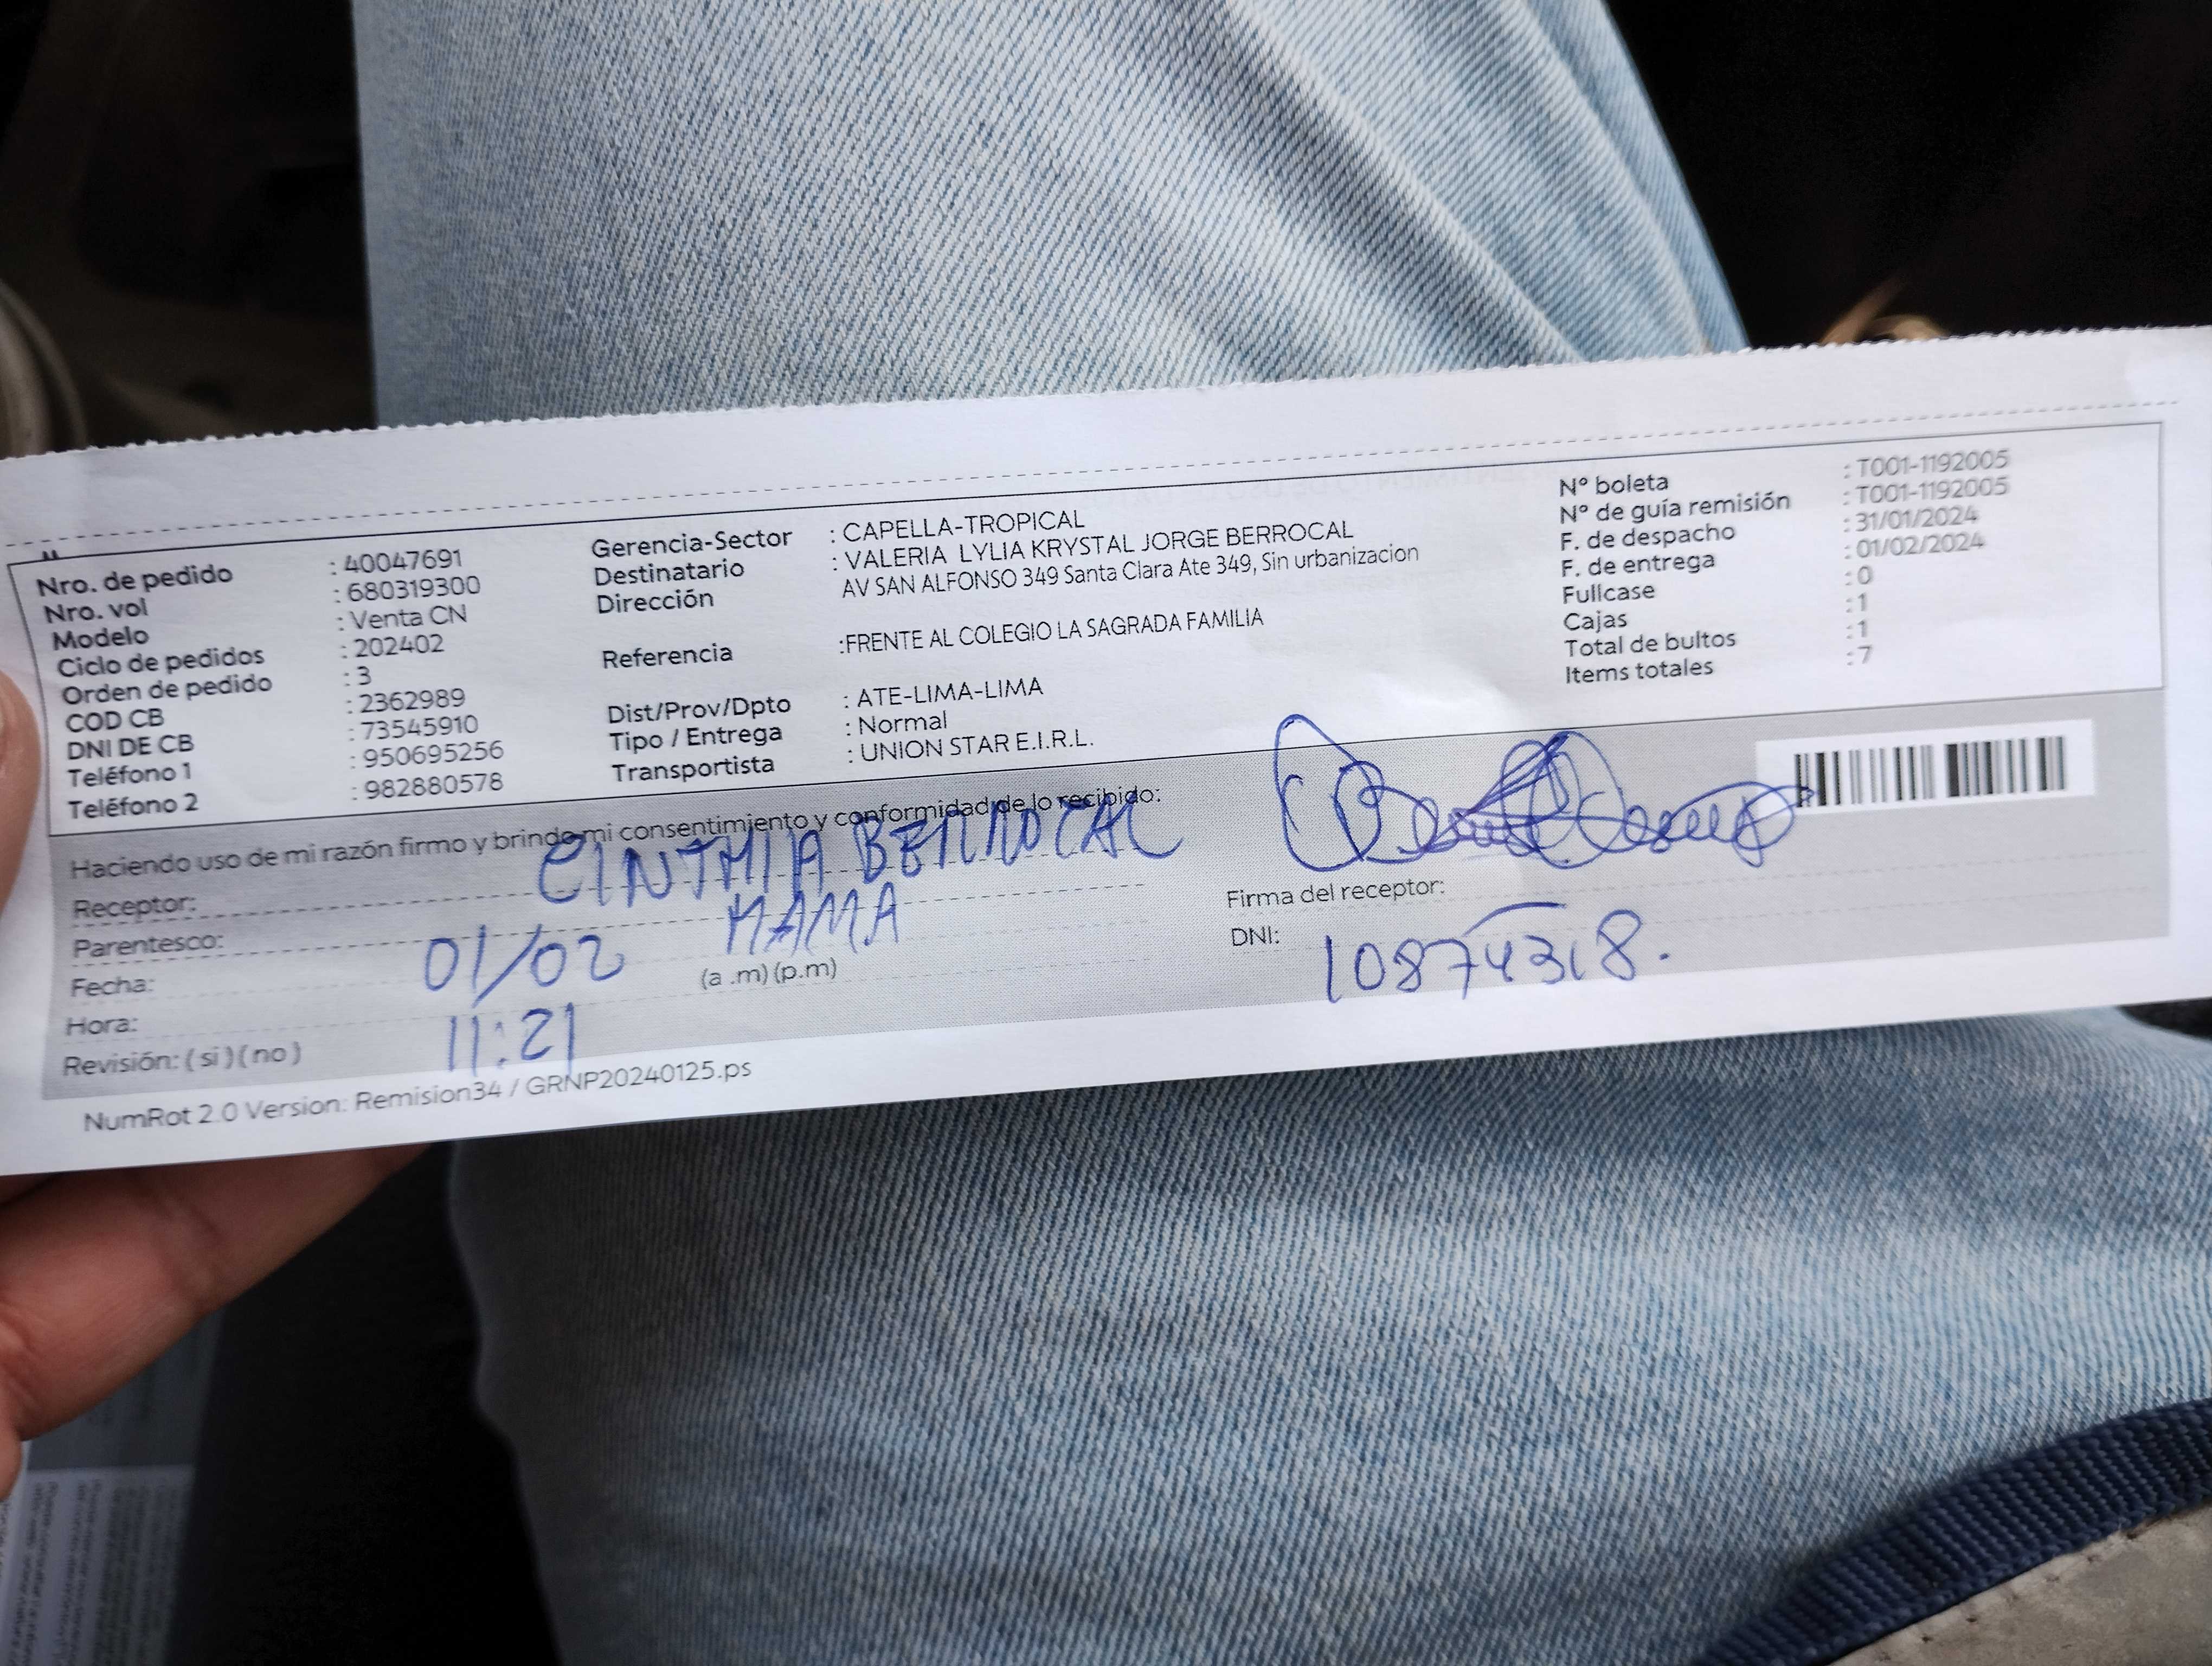 Nro. de pedido : 40047691
Nro. vol : 680319300
Modelo : Venta CN
Ciclo de pedidos : 202402
Orden de pedido : 3
COD CB : 2362989
DNI DE CB : 73545910
Teléfono 1 : 950695256
Teléfono 2 : 982880578
Gerencia-Sector : CAPELLA-TROPICAL
Destinatario : VALERIA LYLIA KRYSTAL JORGE BERROCAL
Dirección AV SAN ALFONSO 349 Santa Clara Ate 349, Sin urbanizacion
Referencia :FRENTE AL COLEGIO LA SAGRADA FAMILIA
Dist/Prov/Dpto : ATE-LIMA-LIMA
Tipo / Entrega : Normal
Transportista : UNION STAR E.I.R.L.
Nº boleta : T001-1192005
Nº de guía remisión : T001-1192005
F. de despacho : 31/01/2024
F. de entrega : 01/02/2024
Fullcase : 0
Cajas : 1
Total de bultos : 1
Items totales : 7
Haciendo uso de mi razón firmo y brindo mi consentimiento y conformidad de lo recibido:
Receptor: CINTHIA BERROCAL
Parentesco: MAMA
Fecha: 01/02
Hora: 11:21 (a .m) (p.m)
Revisión: ( si ) ( no )
Firma del receptor:
DNI: 10874318.
NumRot 2.0 Version: Remision34 / GRNP20240125.ps